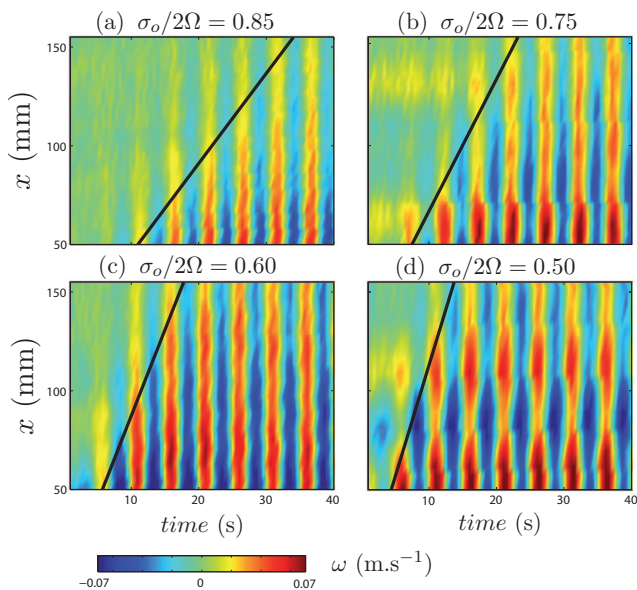 (a) σₒ/2Ω = 0.85
(b) σₒ/2Ω = 0.75
150
100
50
x (mm)
(c) σₒ/2Ω = 0.60
(d) σₒ/2Ω = 0.50
150
100
50
x (mm)
10 20 30 40
10 20 30 40
time (s)
time (s)
ω (m.s⁻¹)
−0.07 0 0.07